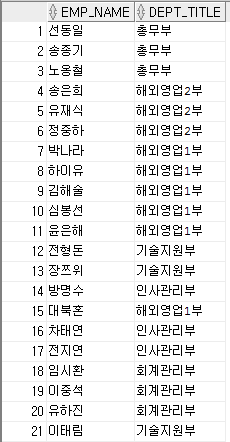 EMP_NAME DEPT_TITLE
1 선동일 총무부
2 송종기 총무부
3 노옹철 총무부
4 송은희 해외영업2부
5 유재식 해외영업2부
6 정중하 해외영업2부
7 박나라 해외영업1부
8 하이유 해외영업1부
9 김해술 해외영업1부
10 심봉선 해외영업1부
11 윤은해 해외영업1부
12 전형돈 기술지원부
13 장쯔위 기술지원부
14 방명수 인사관리부
15 대북혼 해외영업1부
16 차태연 인사관리부
17 전지연 인사관리부
18 임시환 회계관리부
19 이중석 회계관리부
20 유하진 회계관리부
21 이태림 기술지원부